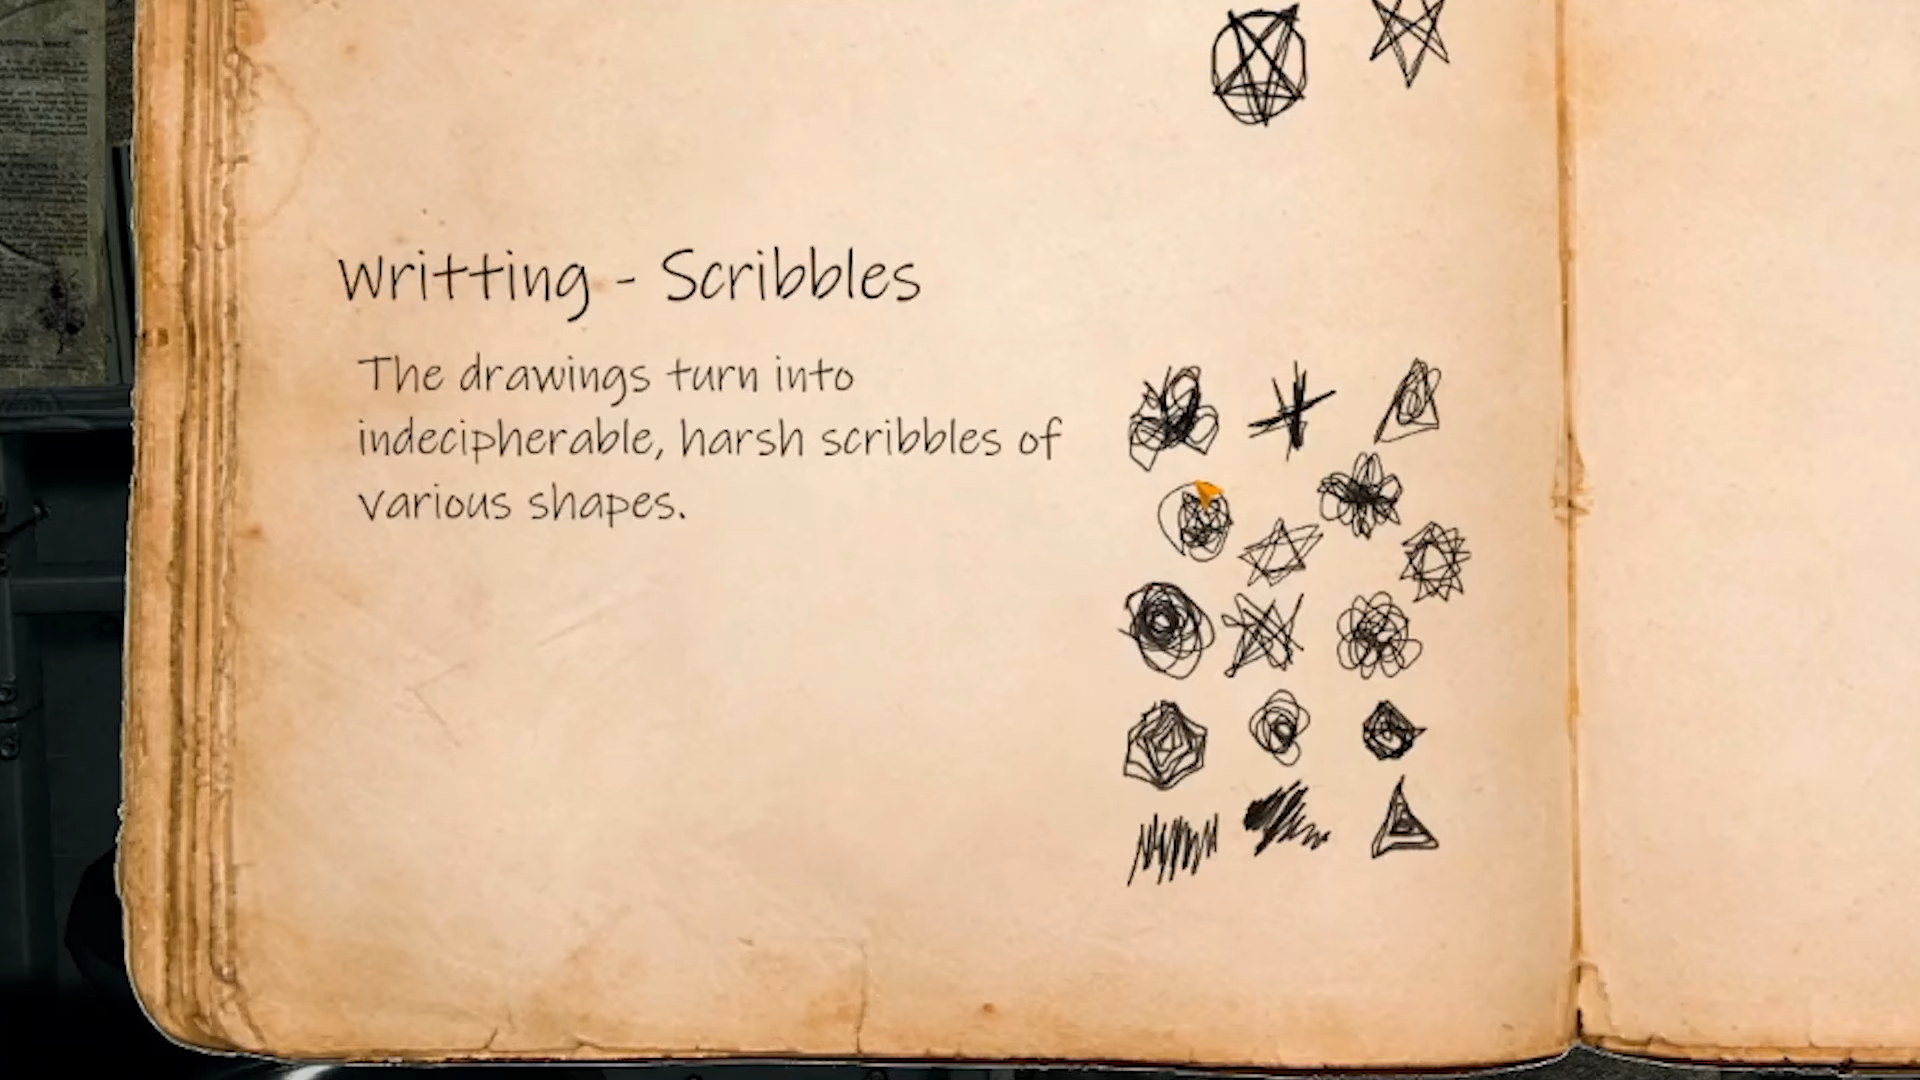 Writting - Scribbles
The drawings turn into
indecipherable, harsh scribbles of
various shapes.